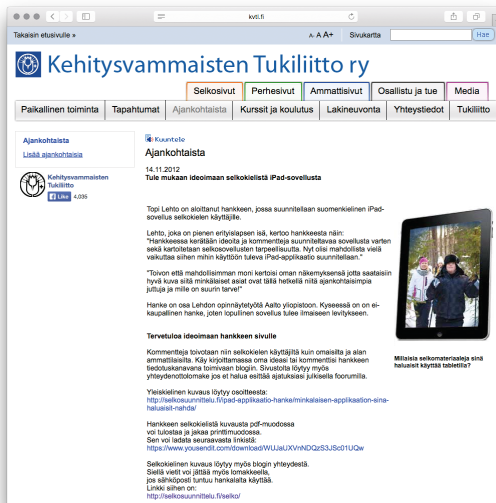 kvtl.fi
Takaisin etusivulle »
A- A A+
Sivukartta
Hae
Kehitysvammaisten Tukiliitto ry
Selkosivut
Perhesivut
Ammattisivut
Osallistu ja tue
Media
Paikallinen toiminta
Tapahtumat
Ajankohtaista
Kurssit ja koulutus
Lakineuvonta
Yhteystiedot
Tukiliitto
Ajankohtaista
Lisää ajankohtaisia
Kehitysvammaisten
Tukiliitto
Like 4,035
Kuuntele
Ajankohtaista
14.11.2012
Tule mukaan ideoimaan selkokielistä iPad-sovellusta
Topi Lehto on aloittanut hankkeen, jossa suunnitellaan suomenkielinen iPad-
sovellus selkokielen käyttäjille.
Lehto, joka on pienen erityislapsen isä, kertoo hankkeesta näin:
"Hankkeessa kerätään ideoita ja kommentteja suunniteltavaa sovellusta varten
sekä kartoitetaan selkosovellusten tarpeellisuutta. Nyt olisi mahdollista vielä
vaikuttaa siihen mihin käyttöön tuleva iPad-applikaatio suunnitellaan."
"Toivon että mahdollisimman moni kertoisi oman näkemyksensä jotta saataisiin
hyvä kuva siitä minkälaiset asiat ovat tällä hetkellä niitä ajankohtaisimpia
juttuja ja mille on suurin tarve!"
Hanke on osa Lehdon opinnäytetyötä Aalto yliopistoon. Kyseessä on on ei-
kaupallinen hanke, joten lopullinen sovellus tulee ilmaiseen levitykseen.
Tervetuloa ideoimaan hankkeen sivulle
Kommentteja toivotaan niin selkokielen käyttäjiltä kuin omaisilta ja alan
ammattilaisilta. Käy kirjoittamassa oma ideasi tai kommenttisi hankkeen
tiedotuskanavana toimivaan blogiin. Sivustolta löytyy myös
yhteydenottolomake jos et halua esittää ajatuksiasi julkisella foorumilla.
Yleiskielinen kuvaus löytyy osoitteesta:
http://selkosuunnittelu.fi/ipad-applikaatio-hanke/minkalaisen-applikaation-sina-
haluaisit-nahda/
Hankkeen selkokielistä kuvausta pdf-muodossa
voi tulostaa ja jakaa printtimuodossa.
Sen voi ladata seuraavasta linkistä:
https://www.yousendit.com/download/WUJaUXVnNDQzS3JSc01UQw
Selkokielinen kuvaus löytyy myös blogin yhteydestä.
Siellä vietit voi jättää myös lomakkeella,
jos sähköposti tuntuu hankalalta käyttää.
Linkki siihen on:
http://selkosuunnittelu.fi/selko/
Millaisia selkomateriaaleja sinä
haluaisit käyttää tabletilla?